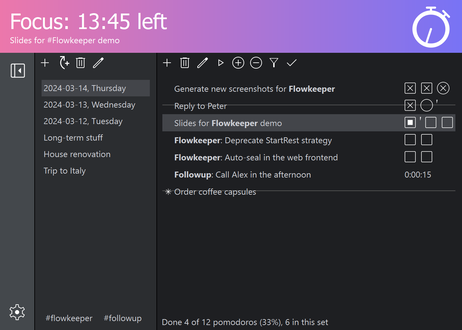 Focus: 13:45 left
Slides for #Flowkeeper demo
2024-03-14, Thursday
2024-03-13, Wednesday
2024-03-12, Tuesday
Long-term stuff
House renovation
Trip to Italy
#flowkeeper #followup
Generate new screenshots for Flowkeeper
Reply to Peter
Slides for Flowkeeper demo
Flowkeeper: Deprecate StartRest strategy
Flowkeeper: Auto-seal in the web frontend
Followup: Call Alex in the afternoon 0:00:15
Order coffee capsules
Done 4 of 12 pomodoros (33%), 6 in this set